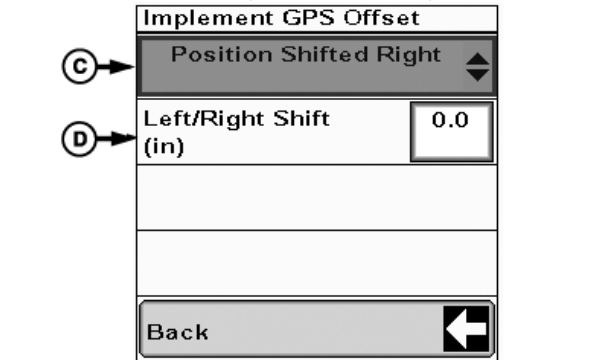 Implement GPS Offset
C
Position Shifted Right
D
Left/Right Shift 0.0
(in)
Back